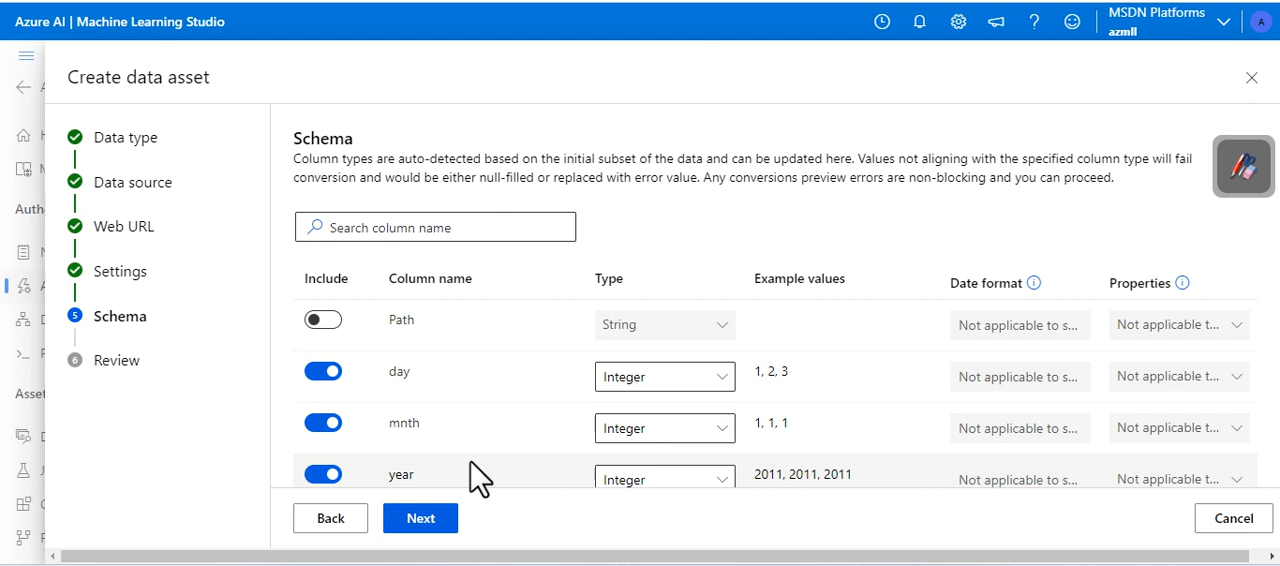 Azure AI | Machine Learning Studio
MSDN Platforms
azmll
A
Create data asset
Data type
Data source
Web URL
Settings
5 Schema
6 Review
Auth
Asset
Schema
Column types are auto-detected based on the initial subset of the data and can be updated here. Values not aligning with the specified column type will fail
conversion and would be either null-filled or replaced with error value. Any conversions preview errors are non-blocking and you can proceed.
Search column name
Include Column name Type Example values Date format Properties
Path String Not applicable to s... Not applicable t...
day Integer 1, 2, 3 Not applicable to s... Not applicable t...
mnth Integer 1, 1, 1 Not applicable to s... Not applicable t...
year Integer 2011, 2011, 2011 Not applicable to s... Not applicable t...
Back Next Cancel